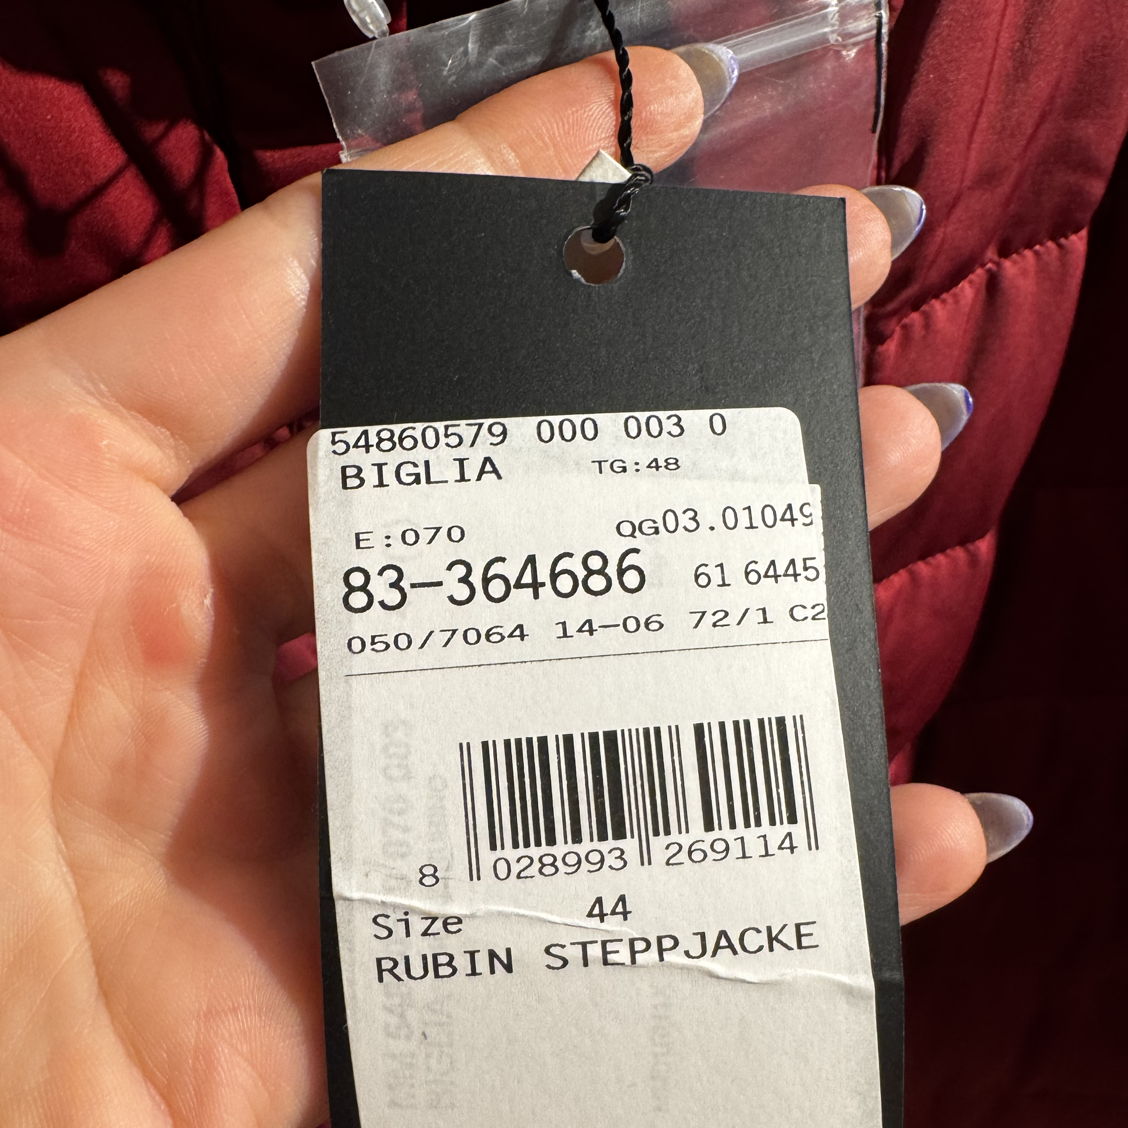 54860579 000 003 0
BIGLIA TG:48
E:070 QG03.01049
83-364686 61 6445
050/7064 14-06 72/1 C2
8 028993 269114
Size 44
RUBIN STEPPJACKE